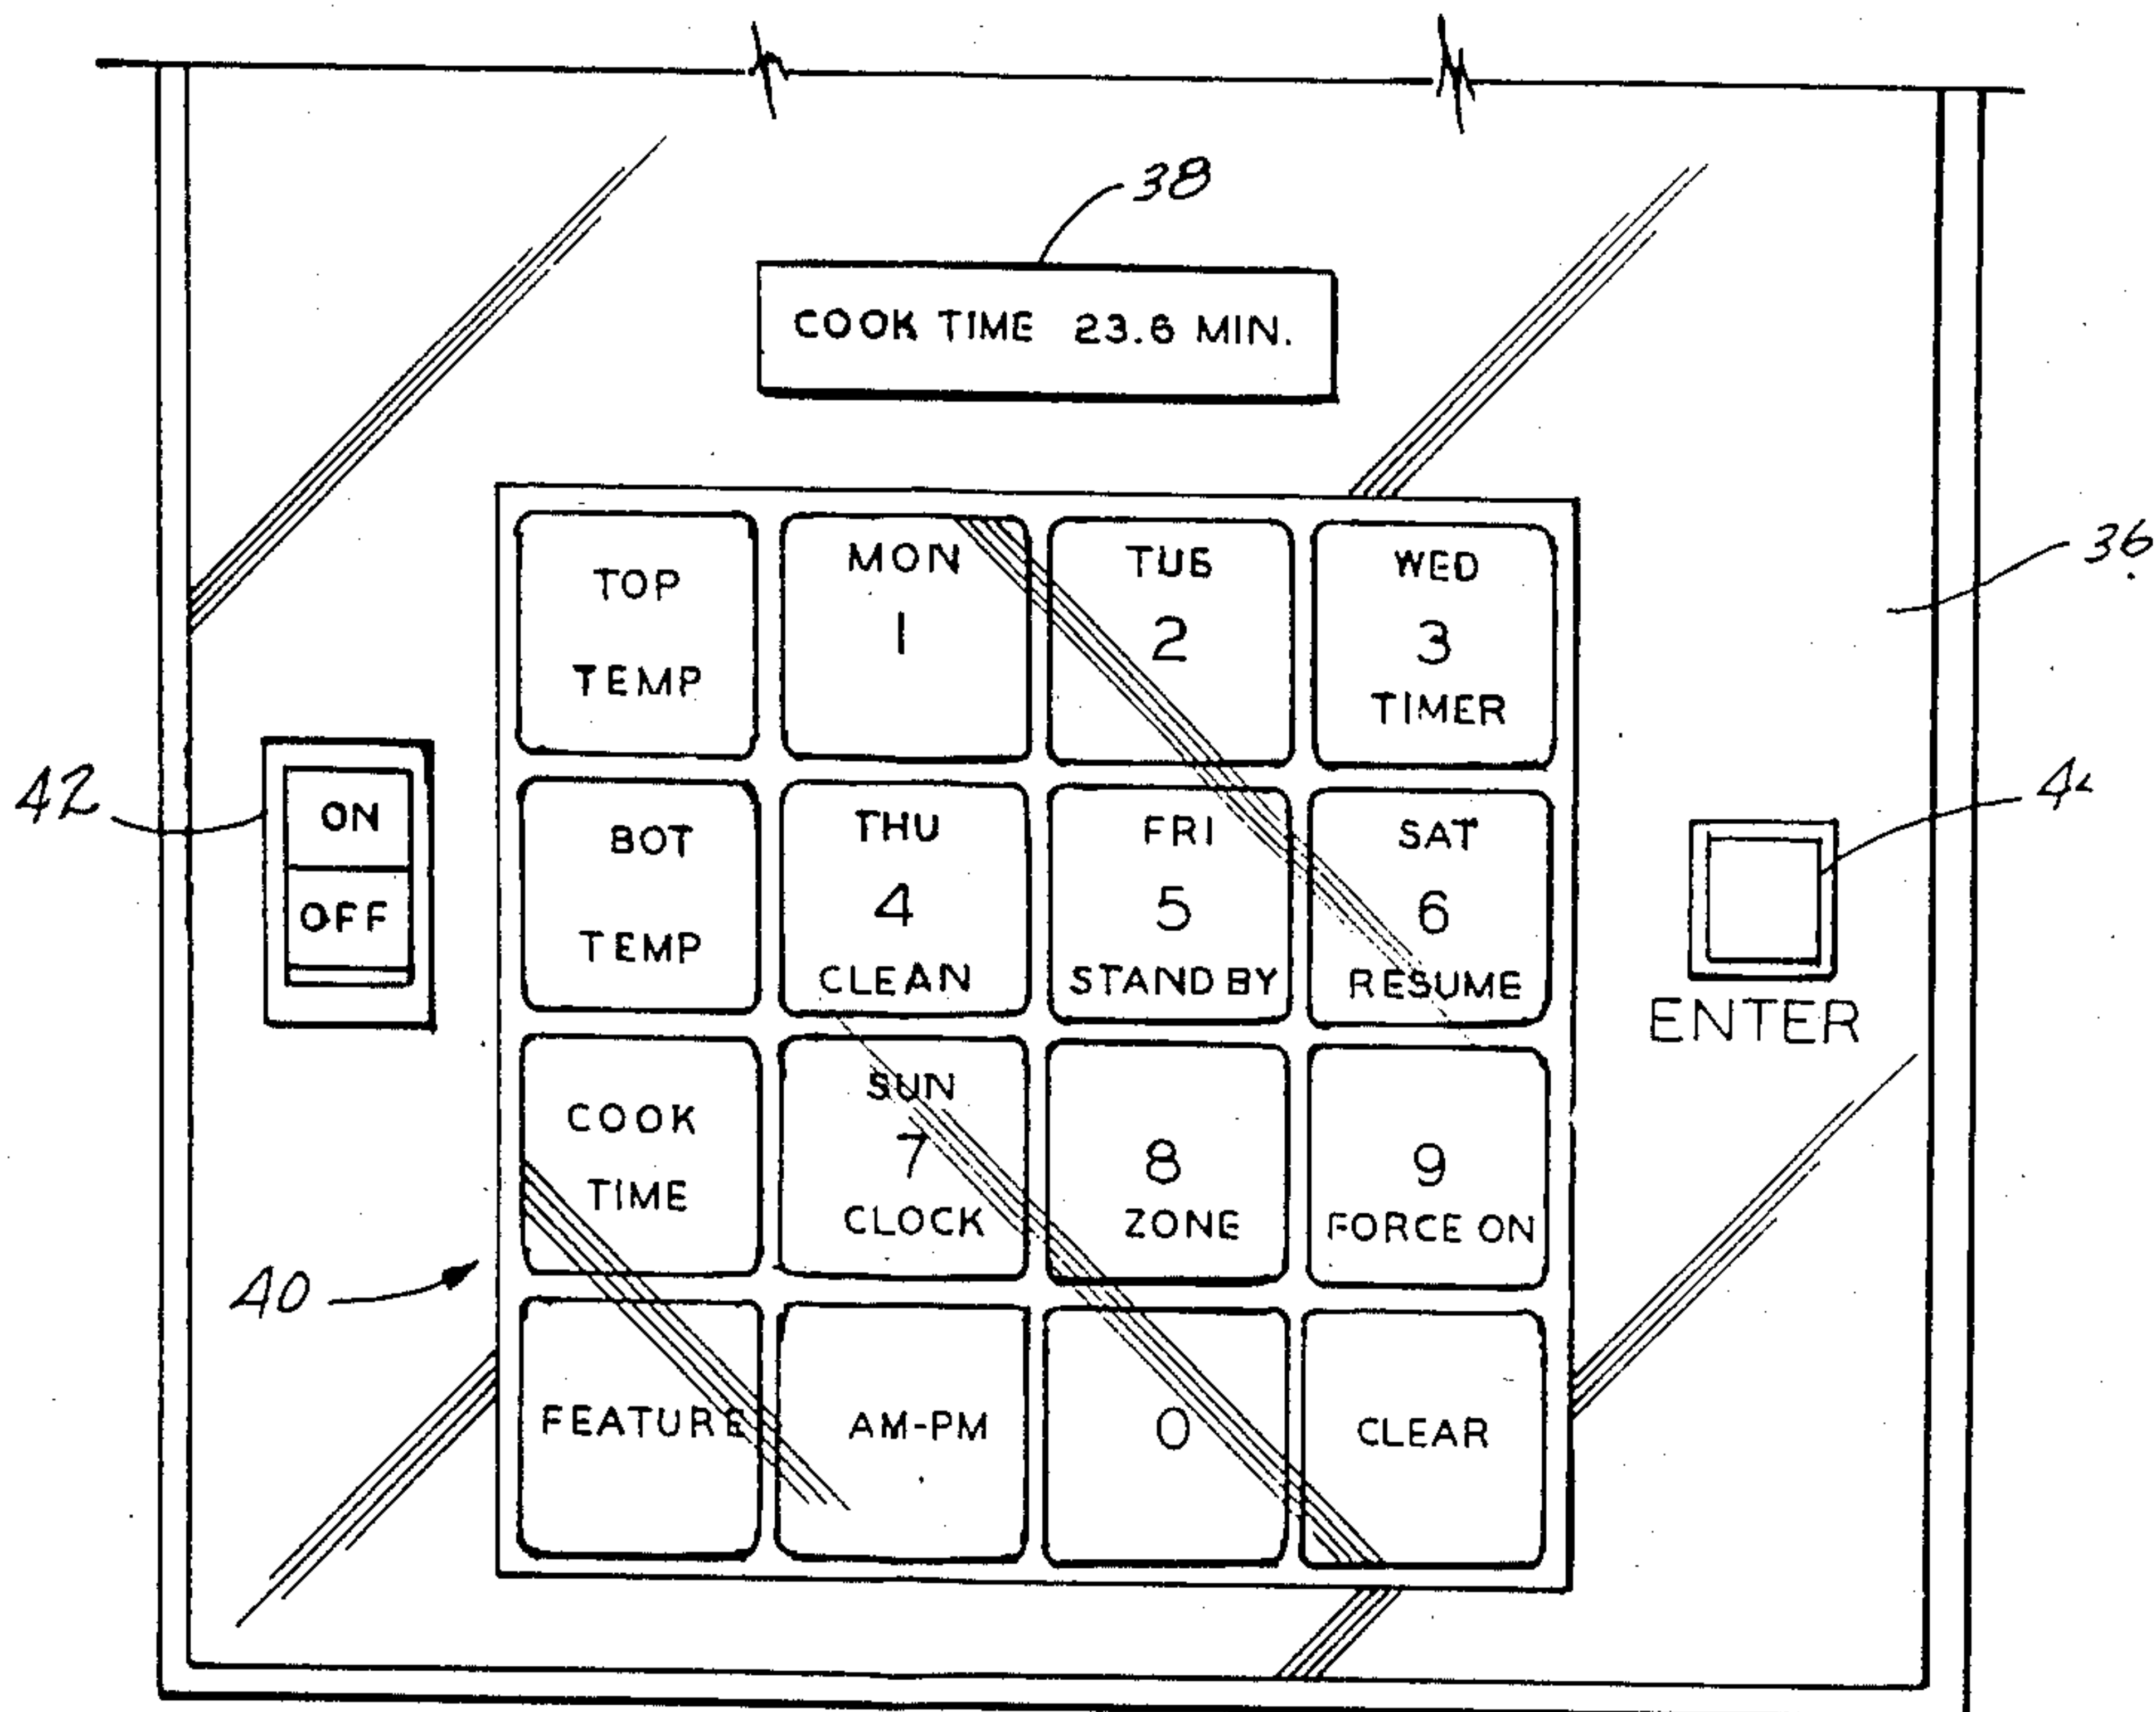 38
COOK TIME 23.6 MIN.
36
TOP
TEMP
MON
1
TUE
2
WED
3
TIMER
42
ON
OFF
BOT
TEMP
THU
4
CLEAN
FRI
5
STAND BY
SAT
6
RESUME
ENTER
COOK
TIME
SUN
7
CLOCK
8
ZONE
9
FORCE ON
40
FEATURE
AM-PM
0
CLEAR